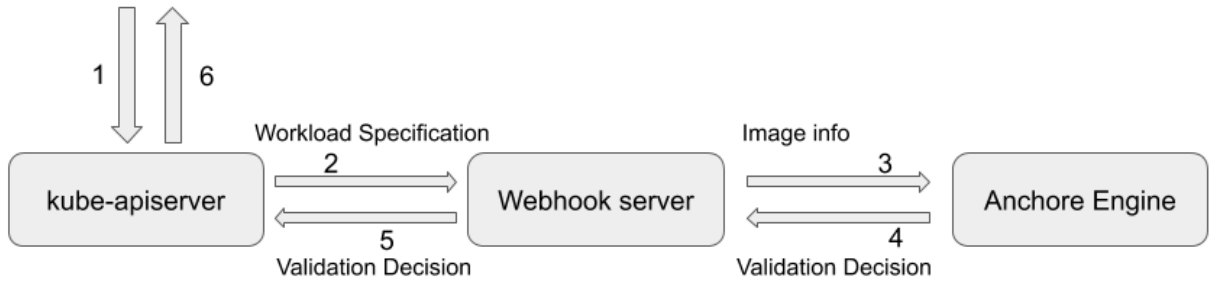 1
6
Workload Specification
Image info
2
3
kube-apiserver
Webhook server
Anchore Engine
5
4
Validation Decision
Validation Decision